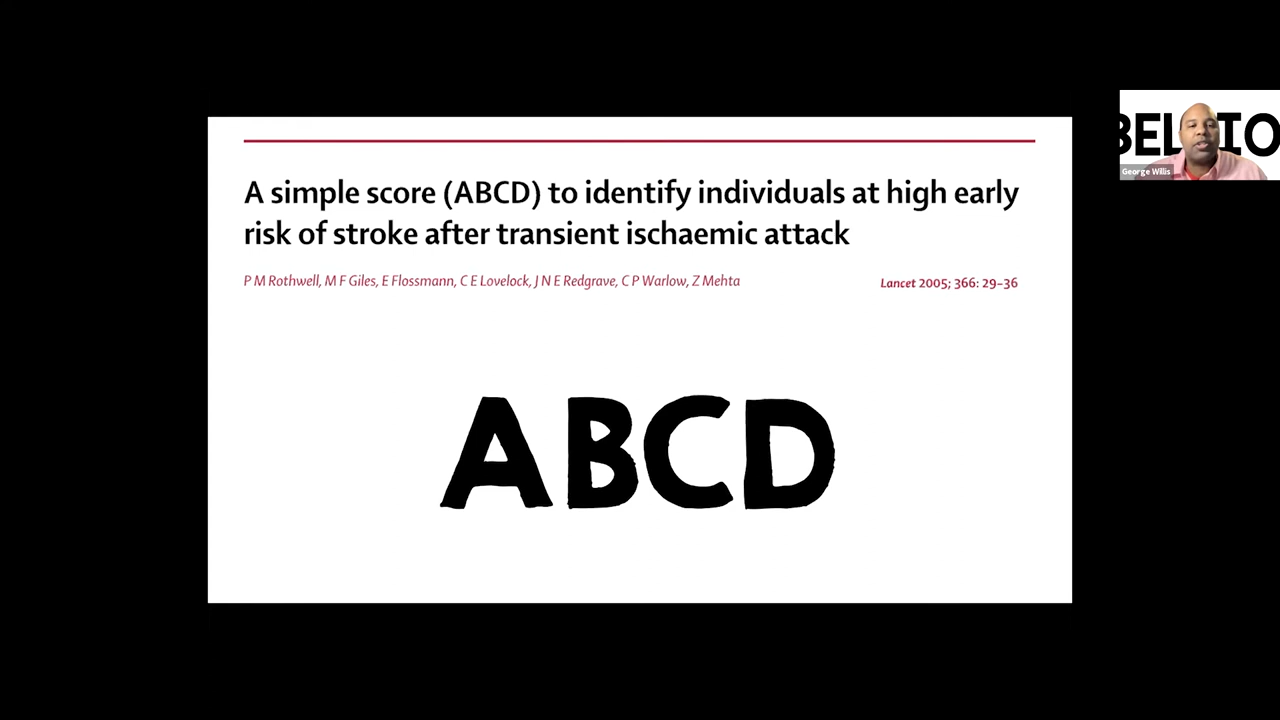 A simple score (ABCD) to identify individuals at high early
risk of stroke after transient ischaemic attack
P M Rothwell, M F Giles, E Flossmann, C E Lovelock, J N E Redgrave, C P Warlow, Z Mehta
Lancet 2005; 366: 29–36
ABCD
George Willis